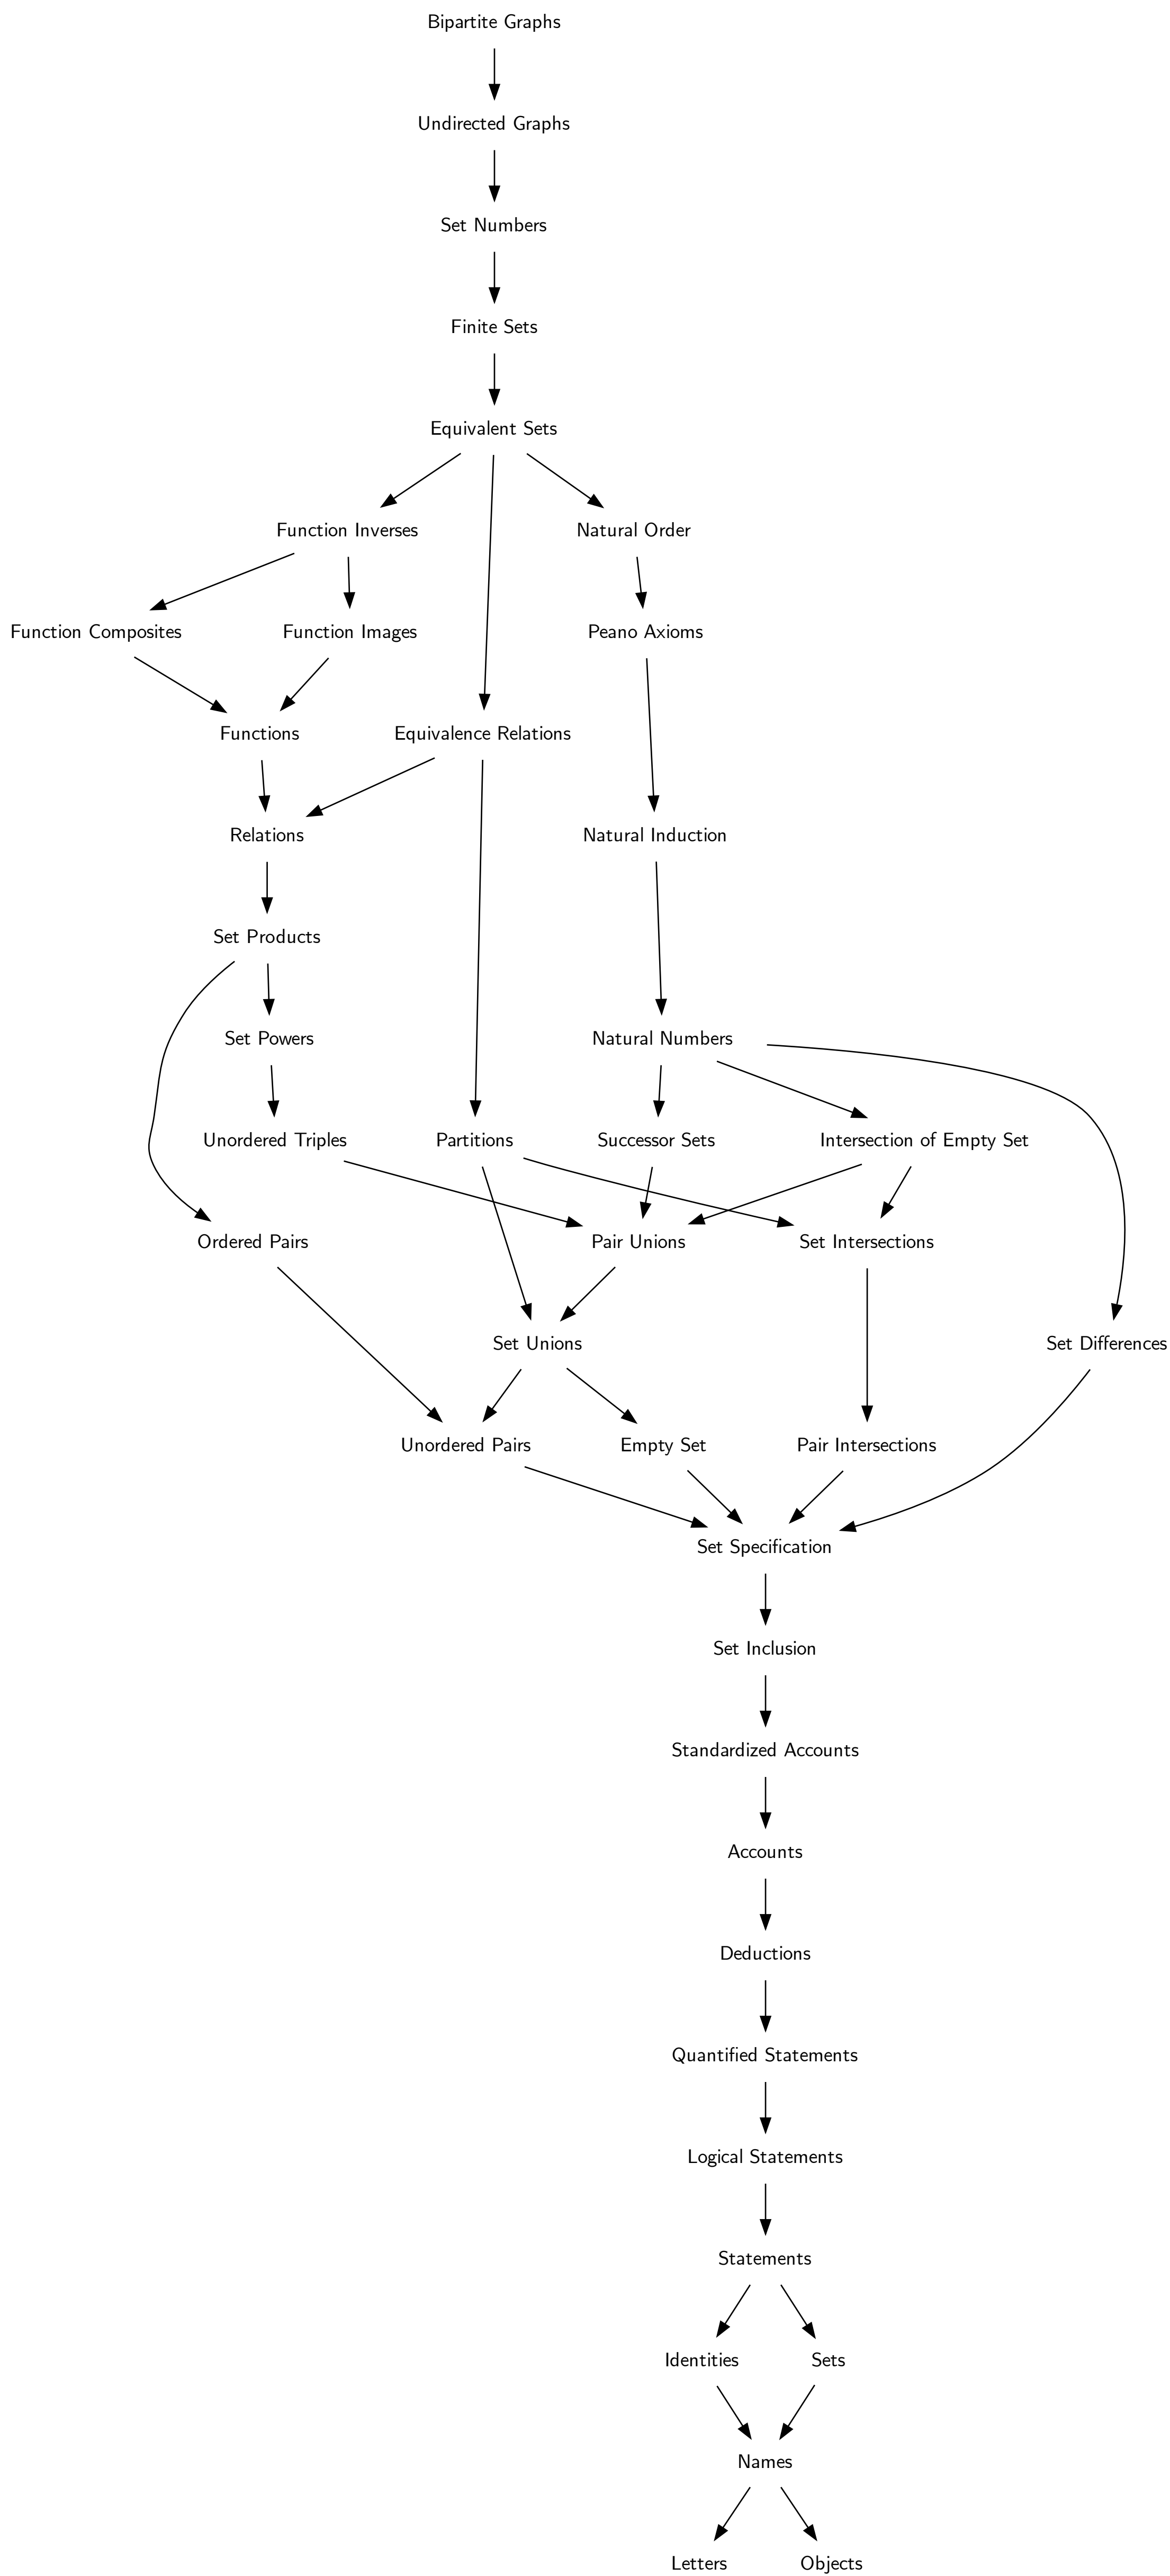 Bipartite Graphs
Undirected Graphs
Set Numbers
Finite Sets
Equivalent Sets
Function Inverses
Natural Order
Function Composites
Function Images
Peano Axioms
Functions
Equivalence Relations
Relations
Natural Induction
Set Products
Set Powers
Natural Numbers
Unordered Triples
Partitions
Successor Sets
Intersection of Empty Set
Ordered Pairs
Pair Unions
Set Intersections
Set Unions
Set Differences
Unordered Pairs
Empty Set
Pair Intersections
Set Specification
Set Inclusion
Standardized Accounts
Accounts
Deductions
Quantified Statements
Logical Statements
Statements
Identities
Sets
Names
Letters
Objects